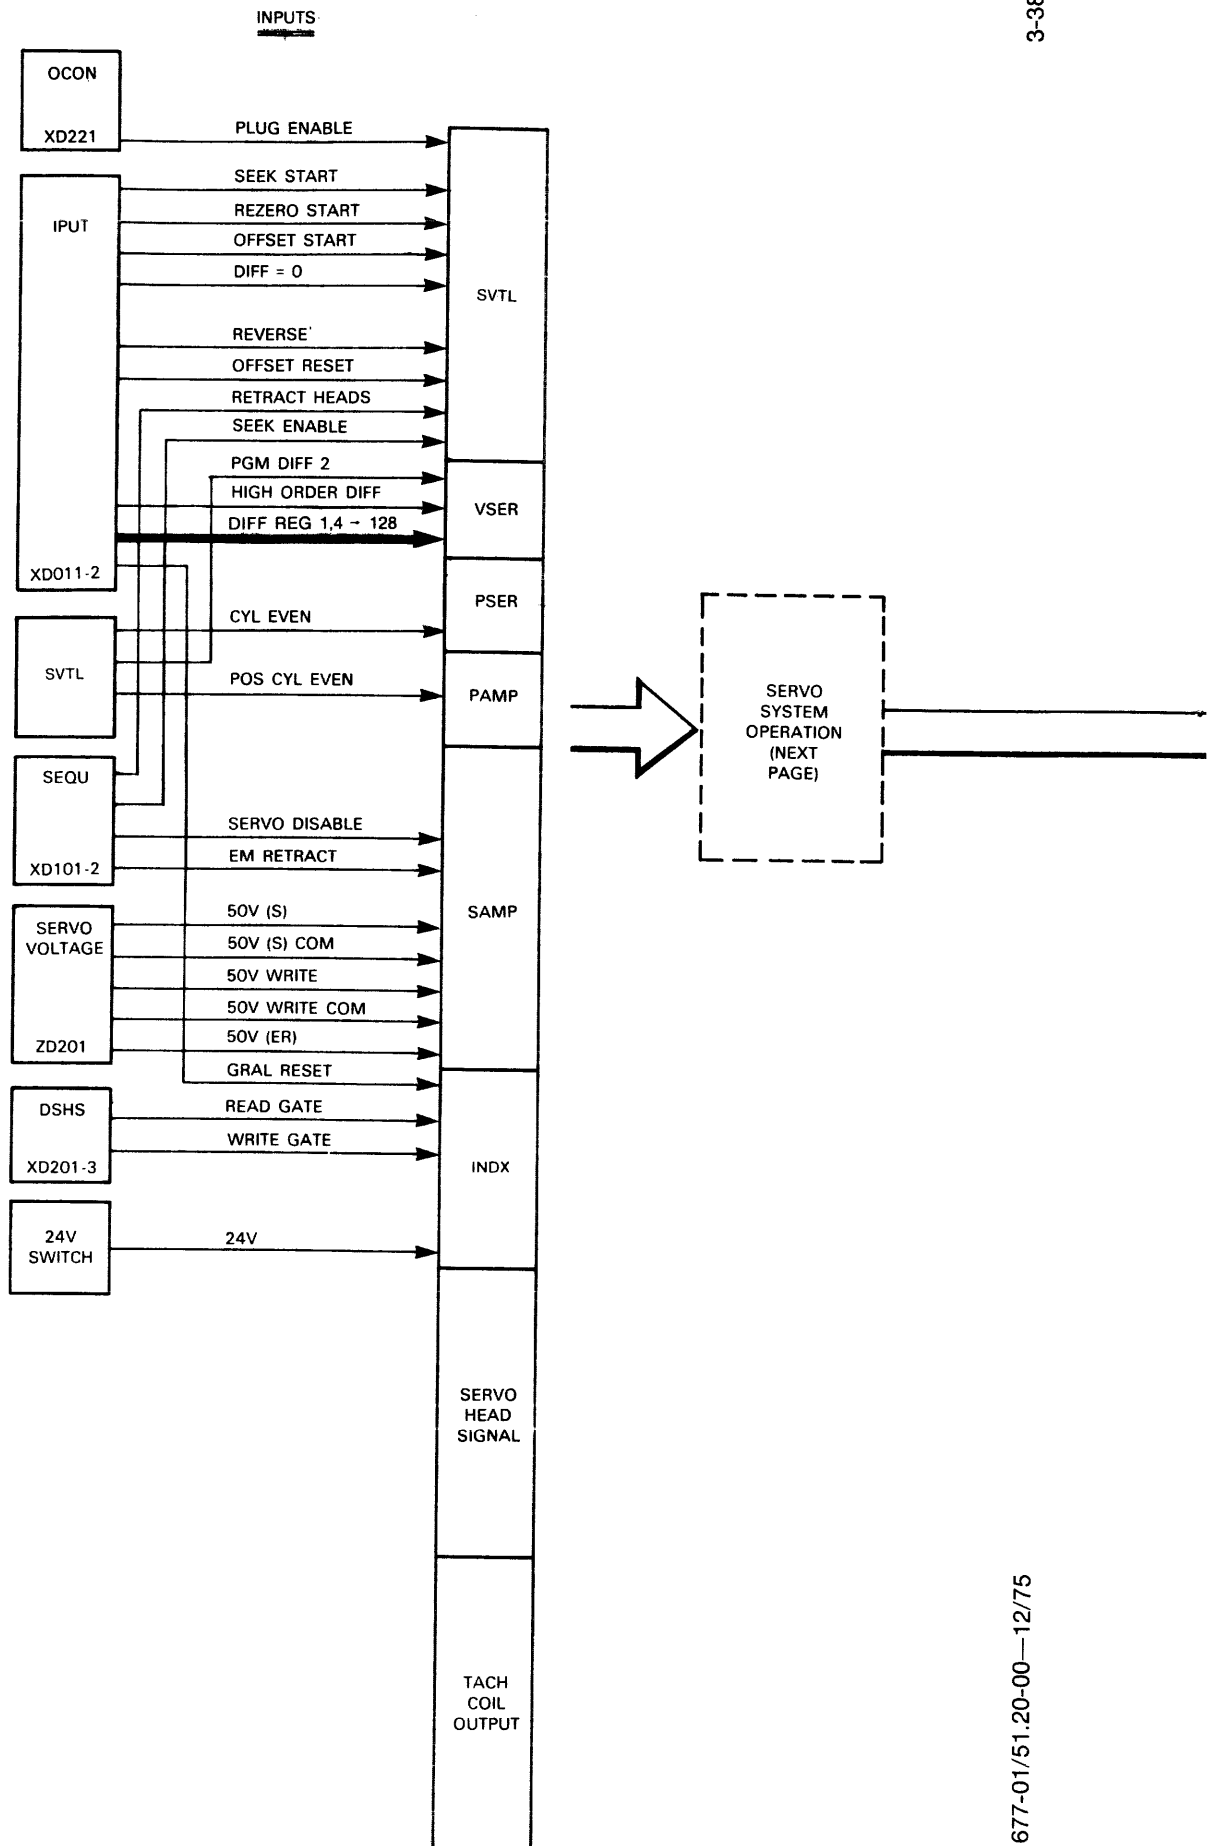 INPUTS
3-38
OCON
XD221
PLUG ENABLE
IPUT
XD011-2
SEEK START
REZERO START
OFFSET START
DIFF = 0
REVERSE
OFFSET RESET
RETRACT HEADS
SEEK ENABLE
PGM DIFF 2
HIGH ORDER DIFF
DIFF REG 1,4 → 128
SVTL
VSER
PSER
PAMP
SAMP
INDX
SERVO
HEAD
SIGNAL
TACH
COIL
OUTPUT
SVTL
CYL EVEN
POS CYL EVEN
SEQU
XD101-2
SERVO DISABLE
EM RETRACT
SERVO
VOLTAGE
ZD201
50V (S)
50V (S) COM
50V WRITE
50V WRITE COM
50V (ER)
GRAL RESET
DSHS
XD201-3
READ GATE
WRITE GATE
24V
SWITCH
24V
SERVO
SYSTEM
OPERATION
(NEXT
PAGE)
677-01/51.20-00—12/75